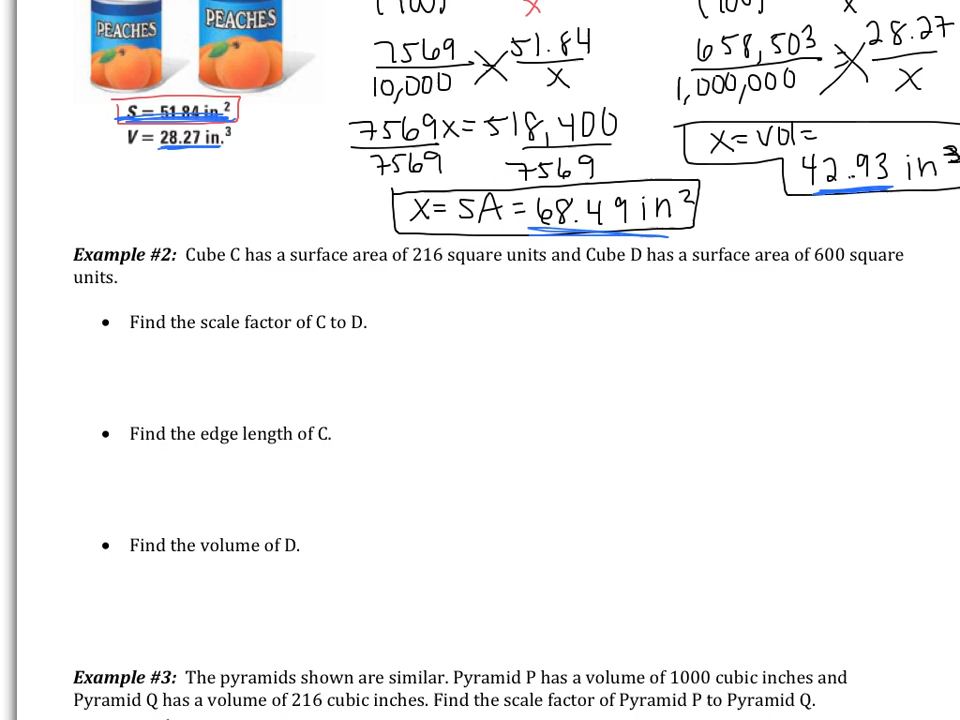 PEACHES
PEACHES
S = 51.84 in.²
V = 28.27 in.³
7569 51.84
10,000 x
7569x = 518,400
7569 7569
x = SA = 68.49 in²
658,503 28.27
1,000,000 x
x = vol =
42.93 in³
Example #2: Cube C has a surface area of 216 square units and Cube D has a surface area of 600 square
units.
• Find the scale factor of C to D.
• Find the edge length of C.
• Find the volume of D.
Example #3: The pyramids shown are similar. Pyramid P has a volume of 1000 cubic inches and
Pyramid Q has a volume of 216 cubic inches. Find the scale factor of Pyramid P to Pyramid Q.